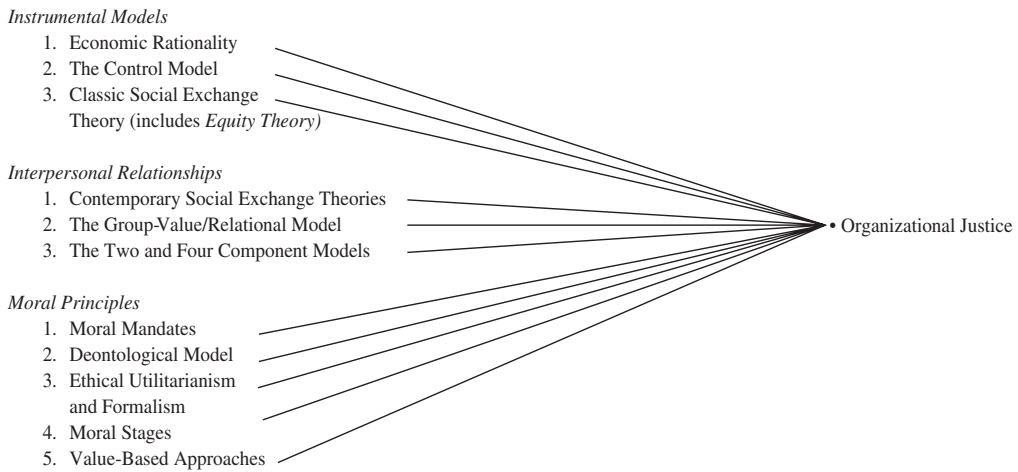 Instrumental Models
1. Economic Rationality
2. The Control Model
3. Classic Social Exchange
Theory (includes Equity Theory)
Interpersonal Relationships
1. Contemporary Social Exchange Theories
2. The Group-Value/Relational Model
3. The Two and Four Component Models
• Organizational Justice
Moral Principles
1. Moral Mandates
2. Deontological Model
3. Ethical Utilitarianism
and Formalism
4. Moral Stages
5. Value-Based Approaches